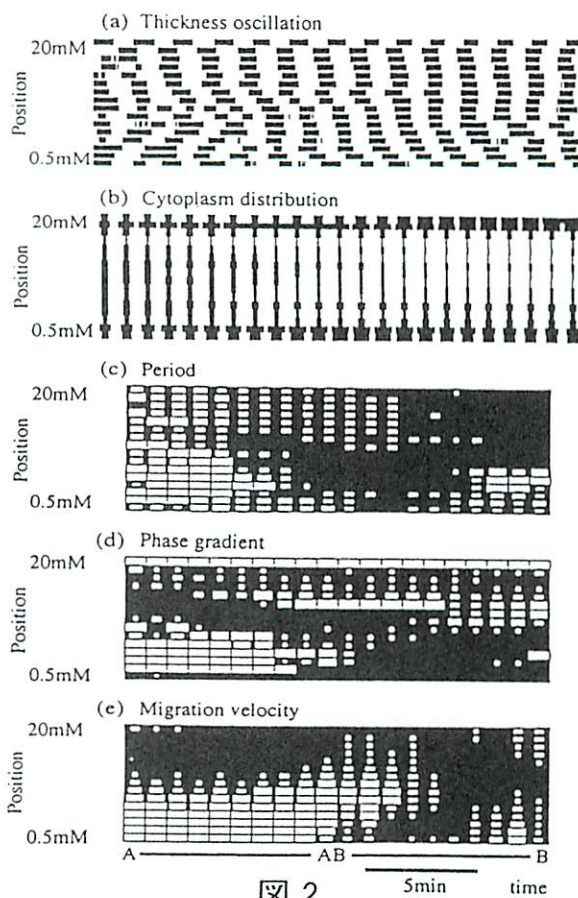 (a) Thickness oscillation
20mM
Position
0.5mM
(b) Cytoplasm distribution
20mM
Position
0.5mM
(c) Period
20mM
Position
0.5mM
(d) Phase gradient
20mM
Position
0.5mM
(e) Migration velocity
20mM
Position
0.5mM
A AB B
5min time
図 2